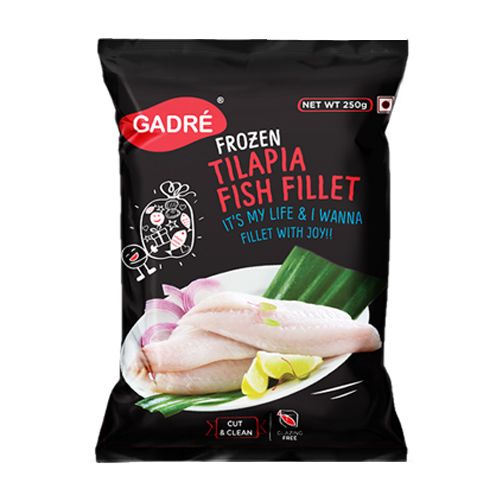 GADRÉ®
NET WT 250g
FROZEN
TILAPIA
FISH FILLET
IT'S MY LIFE & I WANNA
FILLET WITH JOY!!
CUT
& CLEAN
GLAZING
FREE